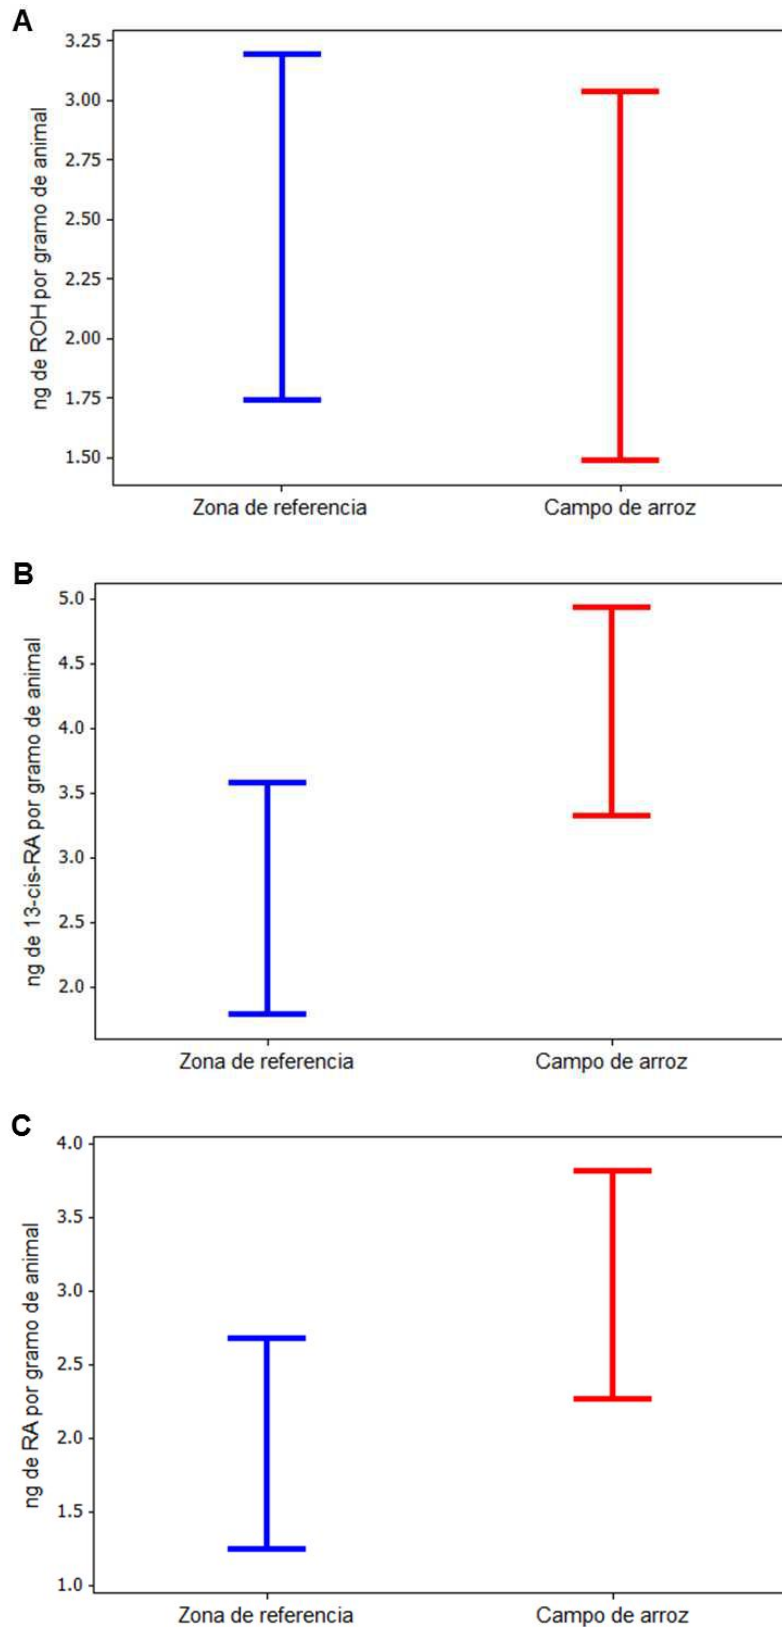 A
ng de ROH por gramo de animal
3.25
3.00
2.75
2.50
2.25
2.00
1.75
1.50
Zona de referencia
Campo de arroz
B
ng de 13-cis-RA por gramo de animal
5.0
4.5
4.0
3.5
3.0
2.5
2.0
Zona de referencia
Campo de arroz
C
ng de RA por gramo de animal
4.0
3.5
3.0
2.5
2.0
1.5
1.0
Zona de referencia
Campo de arroz